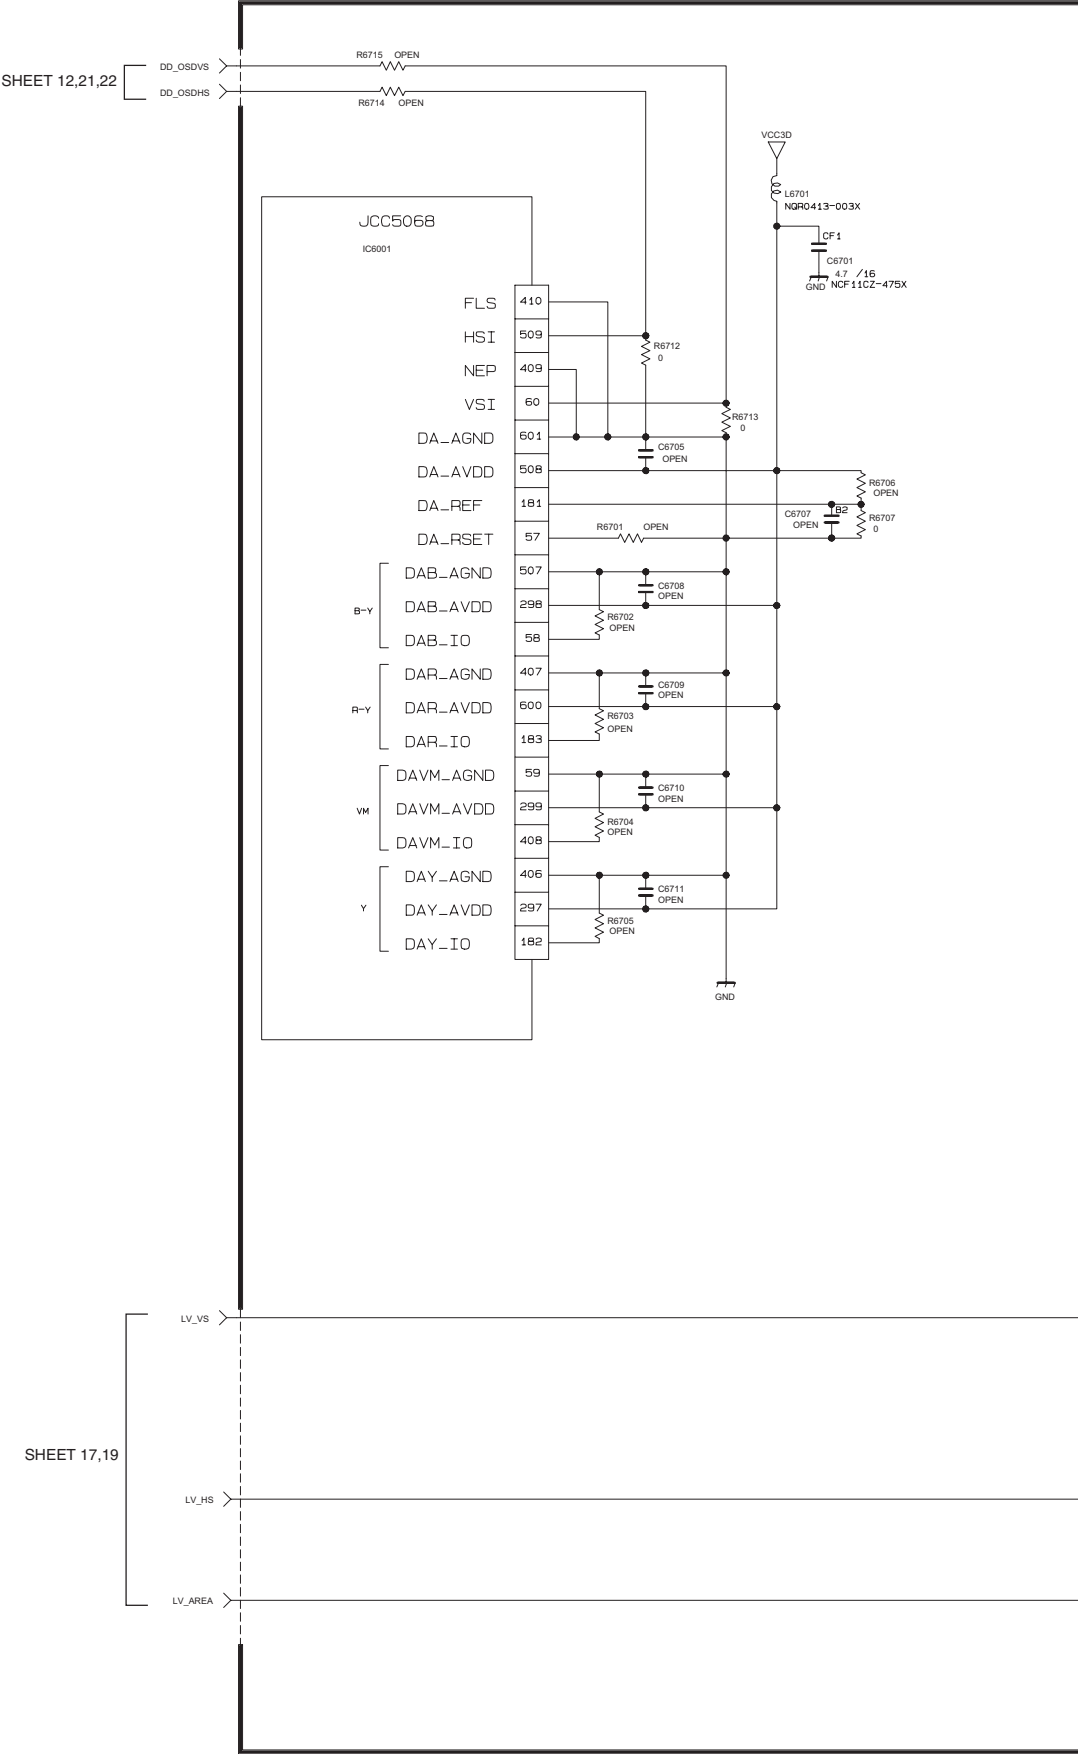 R6715 OPEN
DD_OSDVS
SHEET 12,21,22
DD_OSDHS
R6714 OPEN
VCC3D
L6701
NQR0413-003X
CF1
C6701
4.7 /16
GND NCF11CZ-475X
JCC5068
IC6001
FLS 410
HSI 509
R6712
0
NEP 409
VSI 60
R6713
0
DA_AGND 601
C6705
OPEN
DA_AVDD 508
R6706
OPEN
DA_REF 181
C6707 B2
OPEN
R6707
0
DA_RSET 57
R6701 OPEN
DAB_AGND 507
C6708
OPEN
B-Y
DAB_AVDD 298
R6702
OPEN
DAB_IO 58
DAR_AGND 407
C6709
OPEN
R-Y
DAR_AVDD 600
R6703
OPEN
DAR_IO 183
DAVM_AGND 59
C6710
OPEN
VM
DAVM_AVDD 299
R6704
OPEN
DAVM_IO 408
DAY_AGND 406
C6711
OPEN
Y
DAY_AVDD 297
R6705
OPEN
DAY_IO 182
GND
LV_VS
SHEET 17,19
LV_HS
LV_AREA